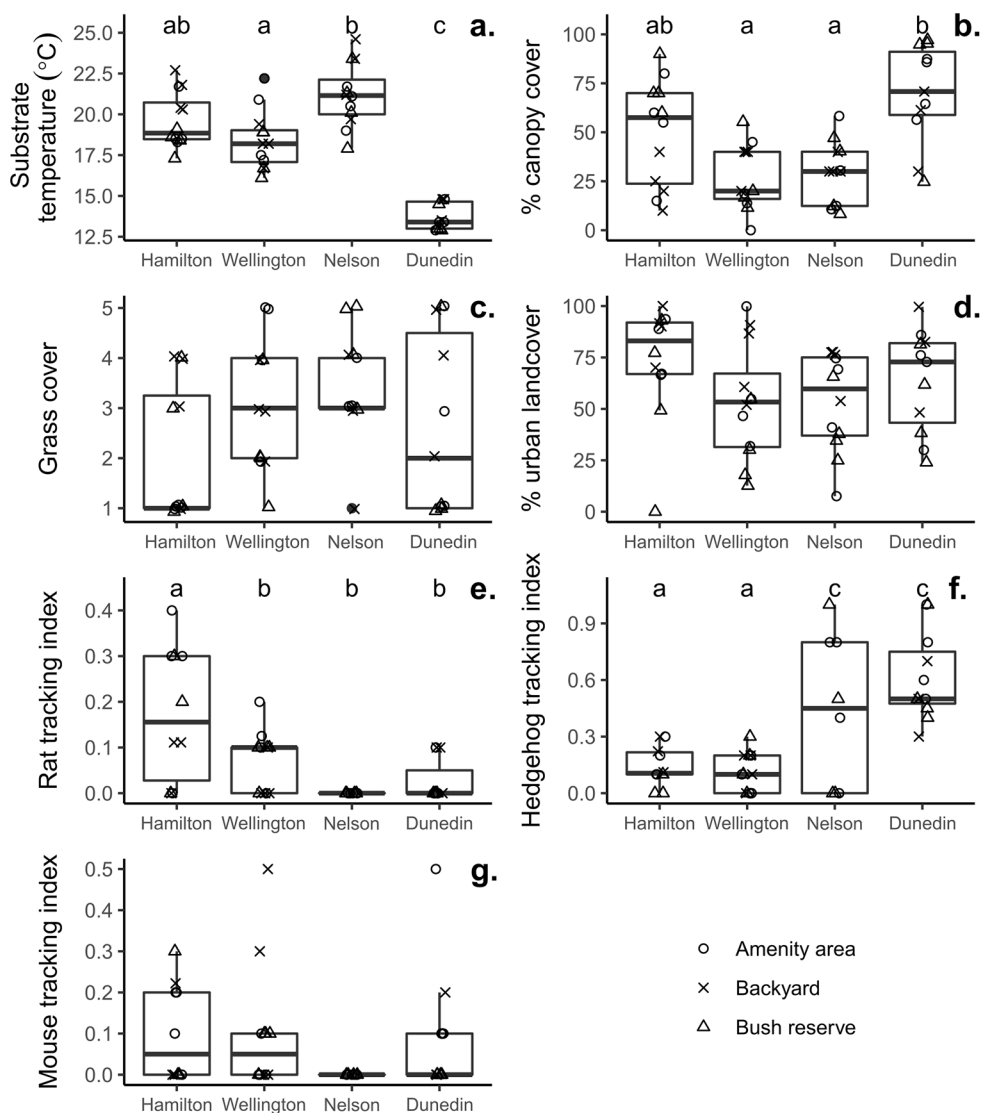 ab a b c a.
25.0
22.5
20.0
17.5
15.0
12.5
Substrate
temperature (°C)
Hamilton Wellington Nelson Dunedin
ab a a b b.
100
75
50
25
0
% canopy cover
Hamilton Wellington Nelson Dunedin
c.
5
4
3
2
1
Grass cover
Hamilton Wellington Nelson Dunedin
d.
100
75
50
25
0
% urban landcover
Hamilton Wellington Nelson Dunedin
a b b b e.
0.4
0.3
0.2
0.1
0.0
Rat tracking index
Hamilton Wellington Nelson Dunedin
a a c c f.
0.9
0.6
0.3
0.0
Hedgehog tracking index
Hamilton Wellington Nelson Dunedin
g.
0.5
0.4
0.3
0.2
0.1
0.0
Mouse tracking index
Hamilton Wellington Nelson Dunedin
Amenity area
Backyard
Bush reserve